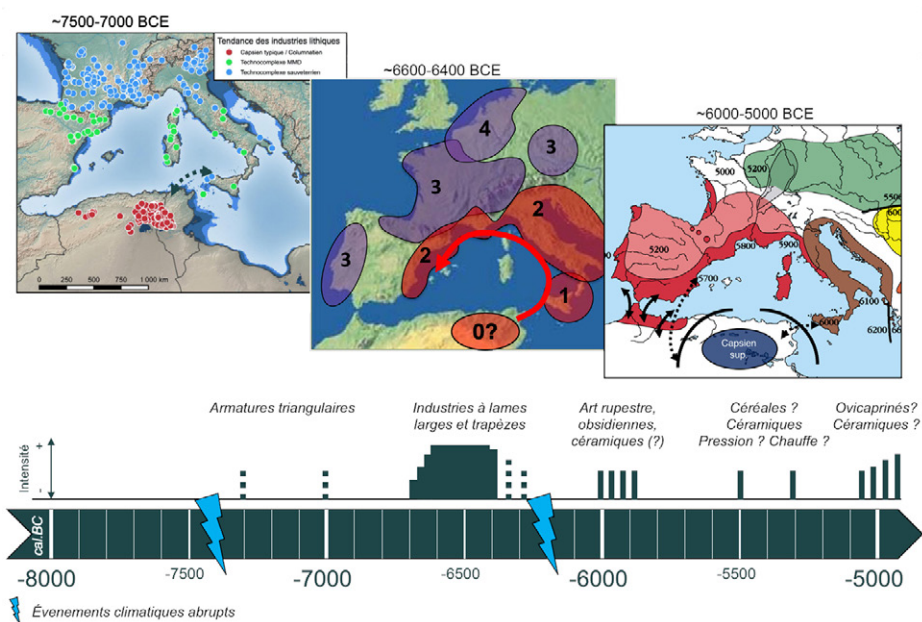 ~7500-7000 BCE
Tendance des industries lithiques
Capsien typique / Columnatien
Technocomplexe MMD
Technocomplexe sauveterrien
0 250 500 750 1 000 km
~6600-6400 BCE
4
3
3
2
3
2
1
0?
~6000-5000 BCE
5000
5200
5500
5200
5800
5900
5700
6100
6000
6200
Capsien
sup.
Armatures triangulaires
Industries à lames
larges et trapèzes
Art rupestre,
obsidiennes,
céramiques (?)
Céréales ?
Céramiques
Pression ? Chauffe ?
Ovicaprinés?
Céramiques ?
Intensité
+
-
cal.BC
-8000
-7500
-7000
-6500
-6000
-5500
-5000
Évenements climatiques abrupts